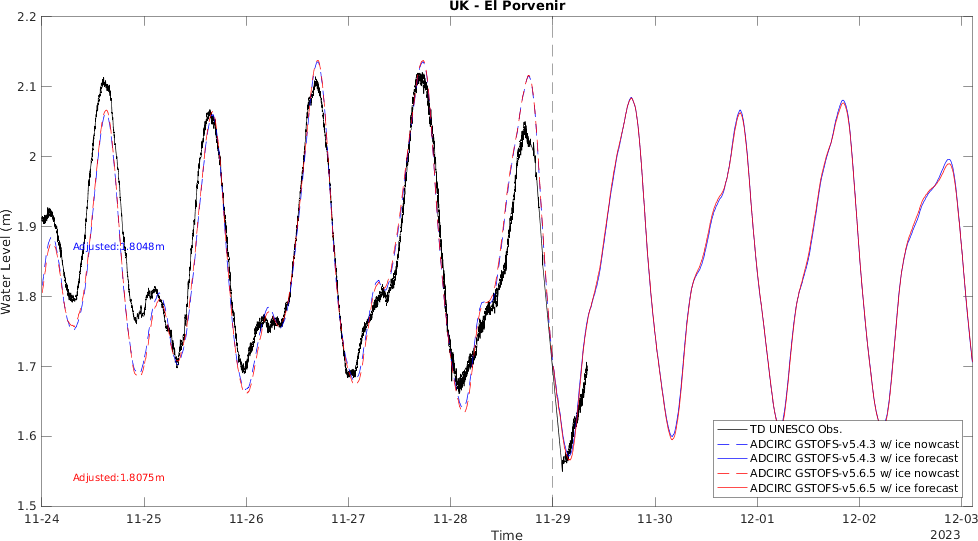 UK - El Porvenir
2.2
2.1
2
1.9
1.8
1.7
1.6
1.5
Water Level (m)
Adjusted:1.8048m
Adjusted:1.8075m
TD UNESCO Obs.
ADCIRC GSTOFS-v5.4.3 w/ ice nowcast
ADCIRC GSTOFS-v5.4.3 w/ ice forecast
ADCIRC GSTOFS-v5.6.5 w/ ice nowcast
ADCIRC GSTOFS-v5.6.5 w/ ice forecast
11-24 11-25 11-26 11-27 11-28 11-29 11-30 12-01 12-02 12-03
Time
2023